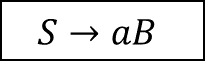 S → aB